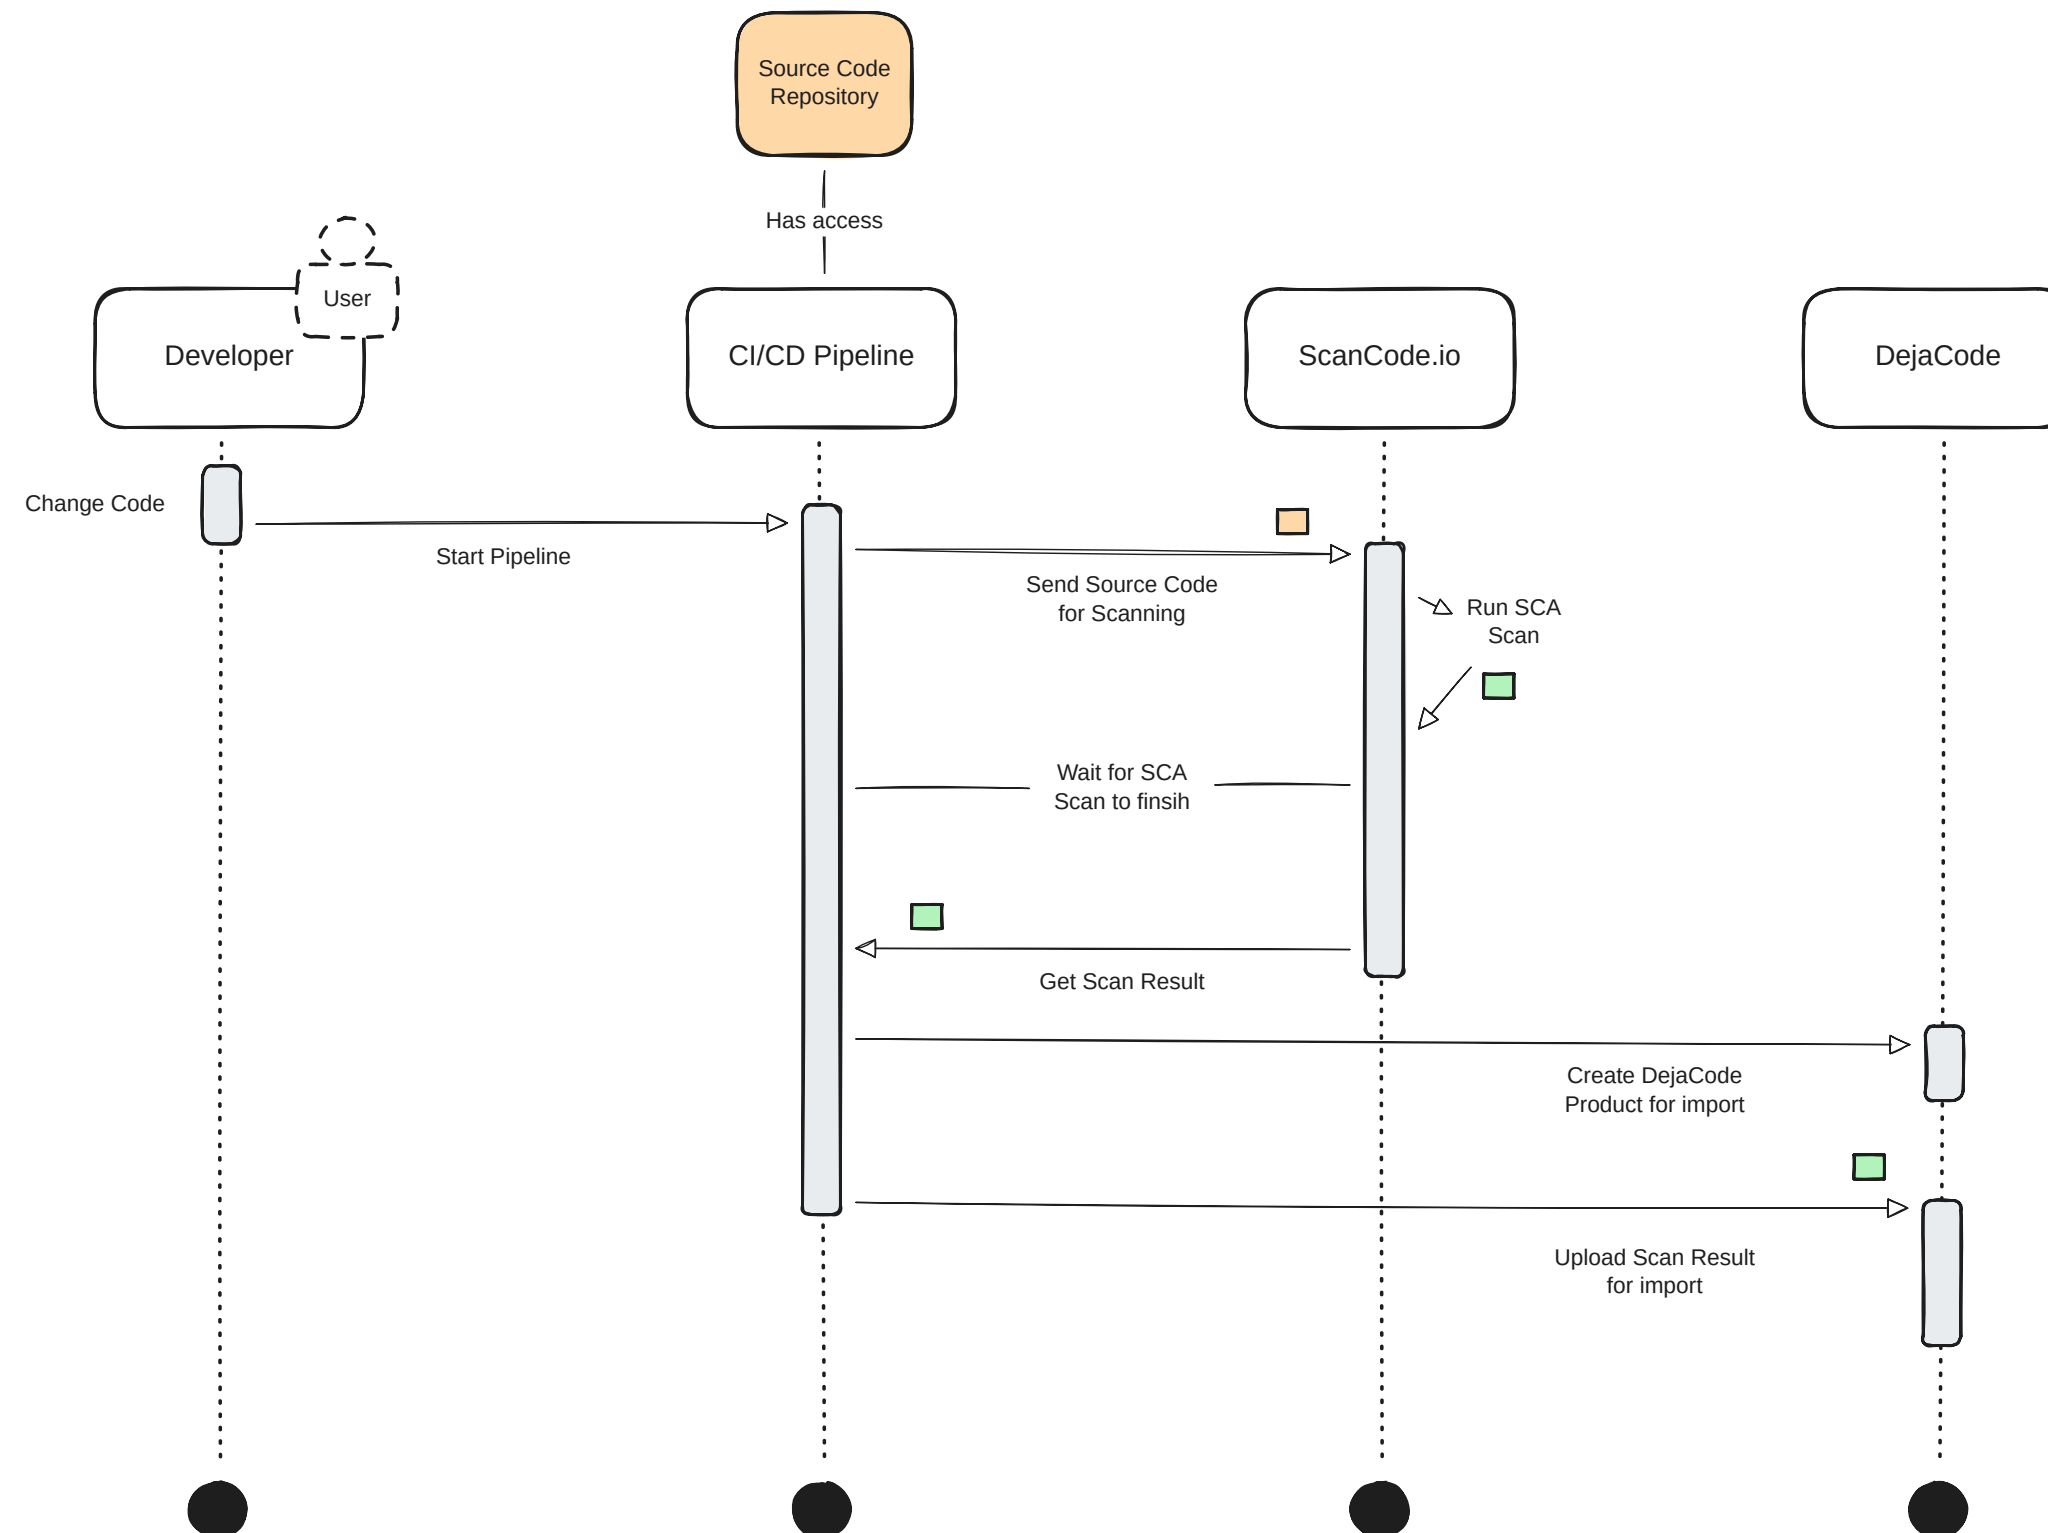 Source Code
Repository
Has access
User
Developer
CI/CD Pipeline
ScanCode.io
DejaCode
Change Code
Start Pipeline
Send Source Code
for Scanning
Run SCA
Scan
Wait for SCA
Scan to finsih
Get Scan Result
Create DejaCode
Product for import
Upload Scan Result
for import